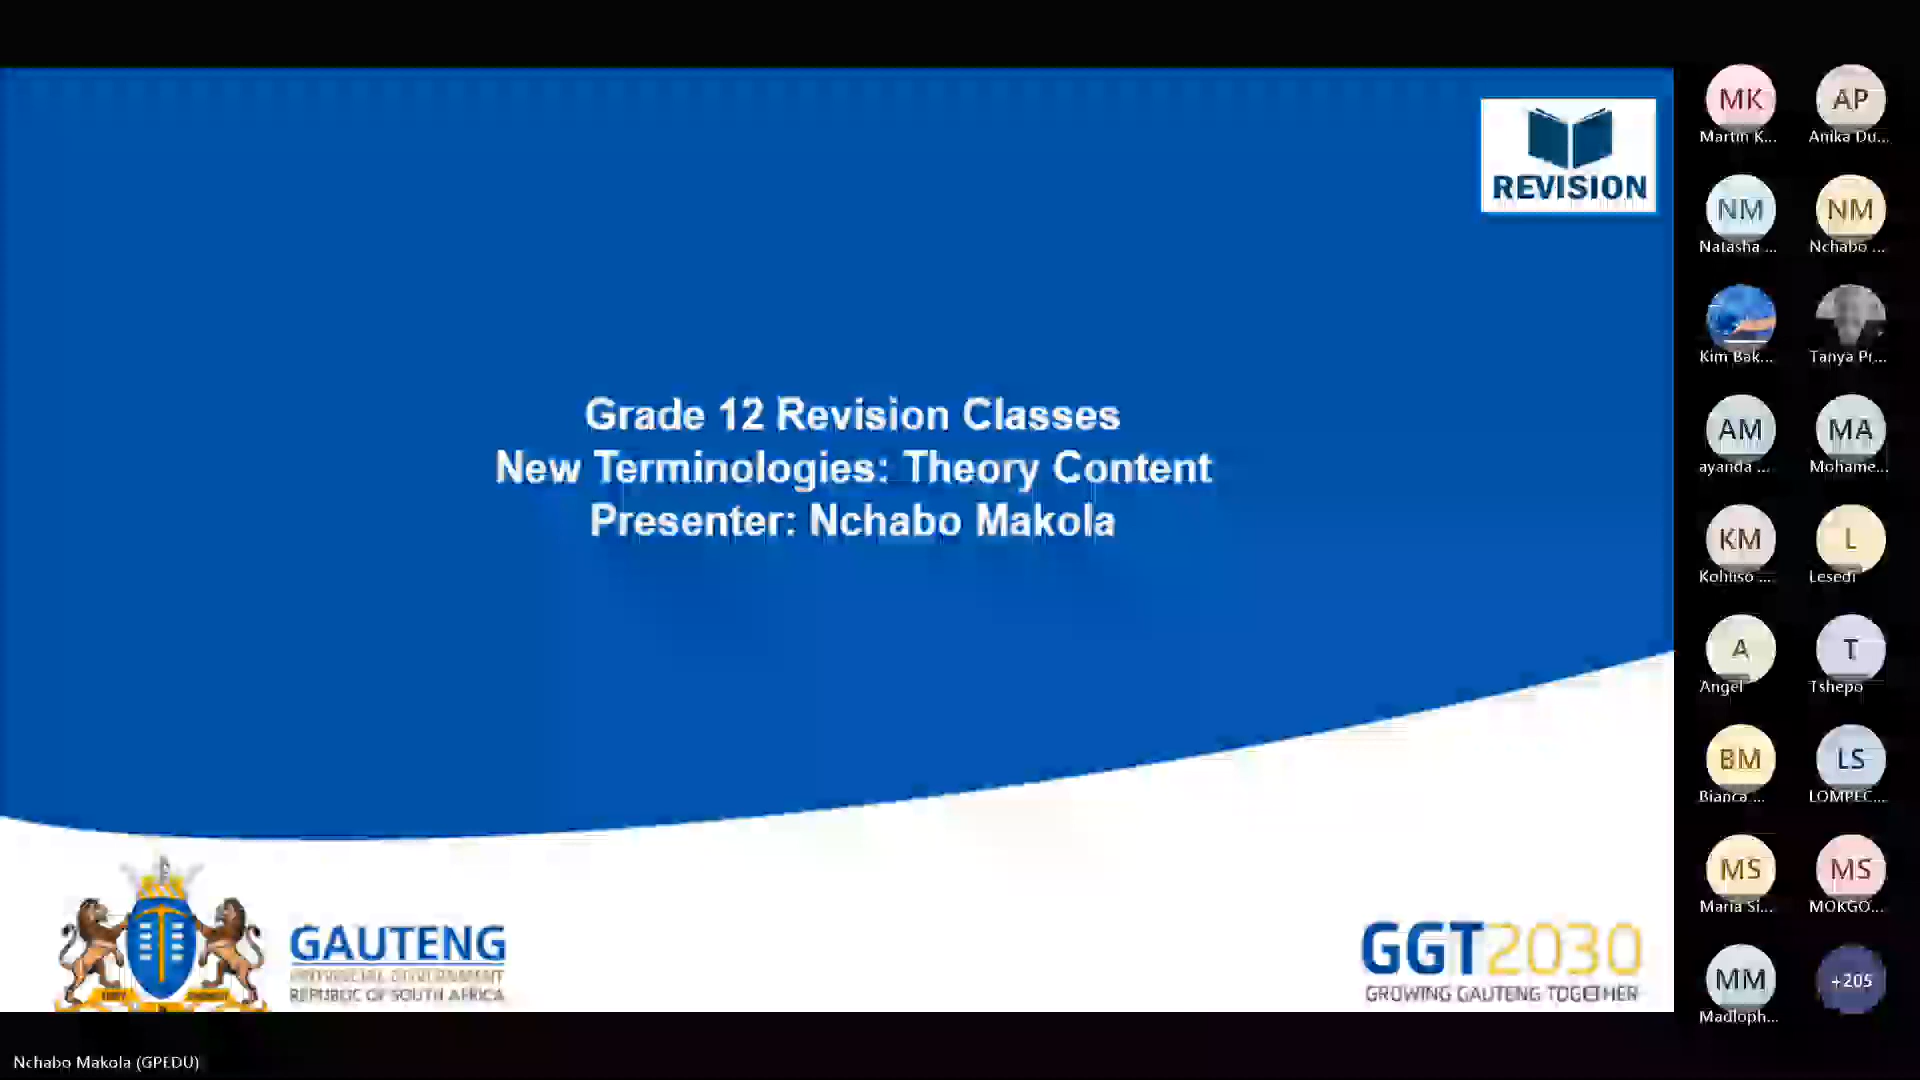 REVISION
Grade 12 Revision Classes
New Terminologies: Theory Content
Presenter: Nchabo Makola
GAUTENG
PROVINCIAL GOVERNMENT
REPUBLIC OF SOUTH AFRICA
GGT2030
GROWING GAUTENG TOGETHER
MK
Martin K...
AP
Anika Du...
NM
Natasha ...
NM
Nchabo ...
Kim Bak...
Tanya Pr...
AM
ayanda ...
MA
Mohame...
KM
Kohliso ...
L
Lesedi
A
Angel
T
Tshepo
BM
Bianca ...
LS
LOMPEC...
MS
Maria Si...
MS
MOKGO...
MM
Madloph...
+205
Nchabo Makola (GPEDU)